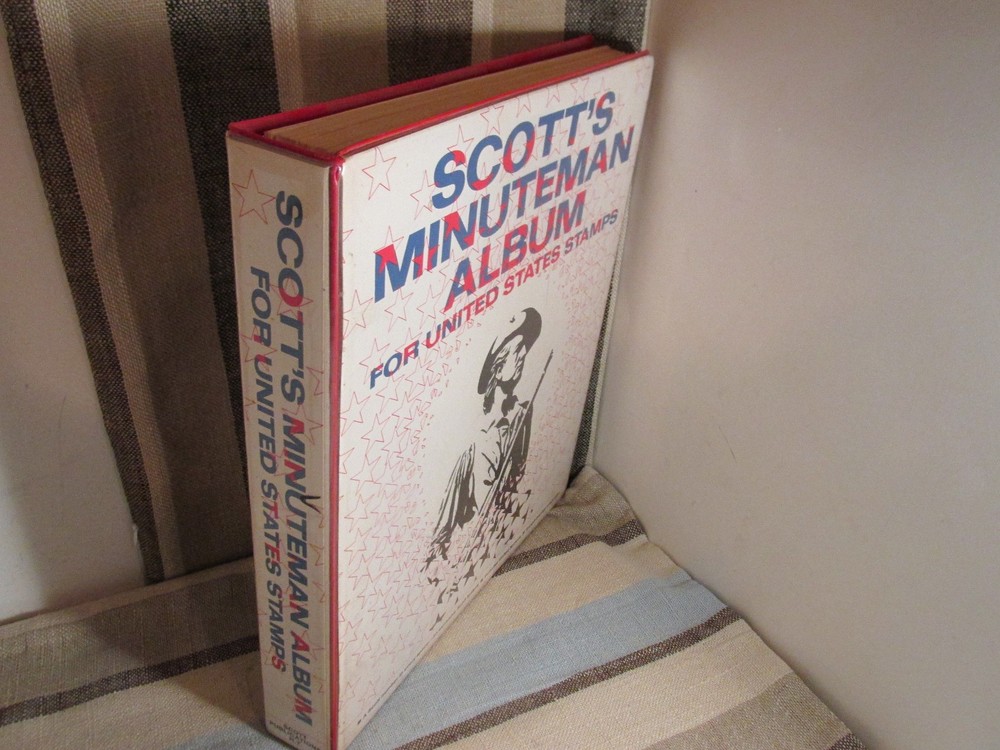 SCOTT'S
MINUTEMAN
ALBUM
FOR UNITED STATES STAMPS
SCOTT'S MINUTEMAN ALBUM
FOR UNITED STATES STAMPS